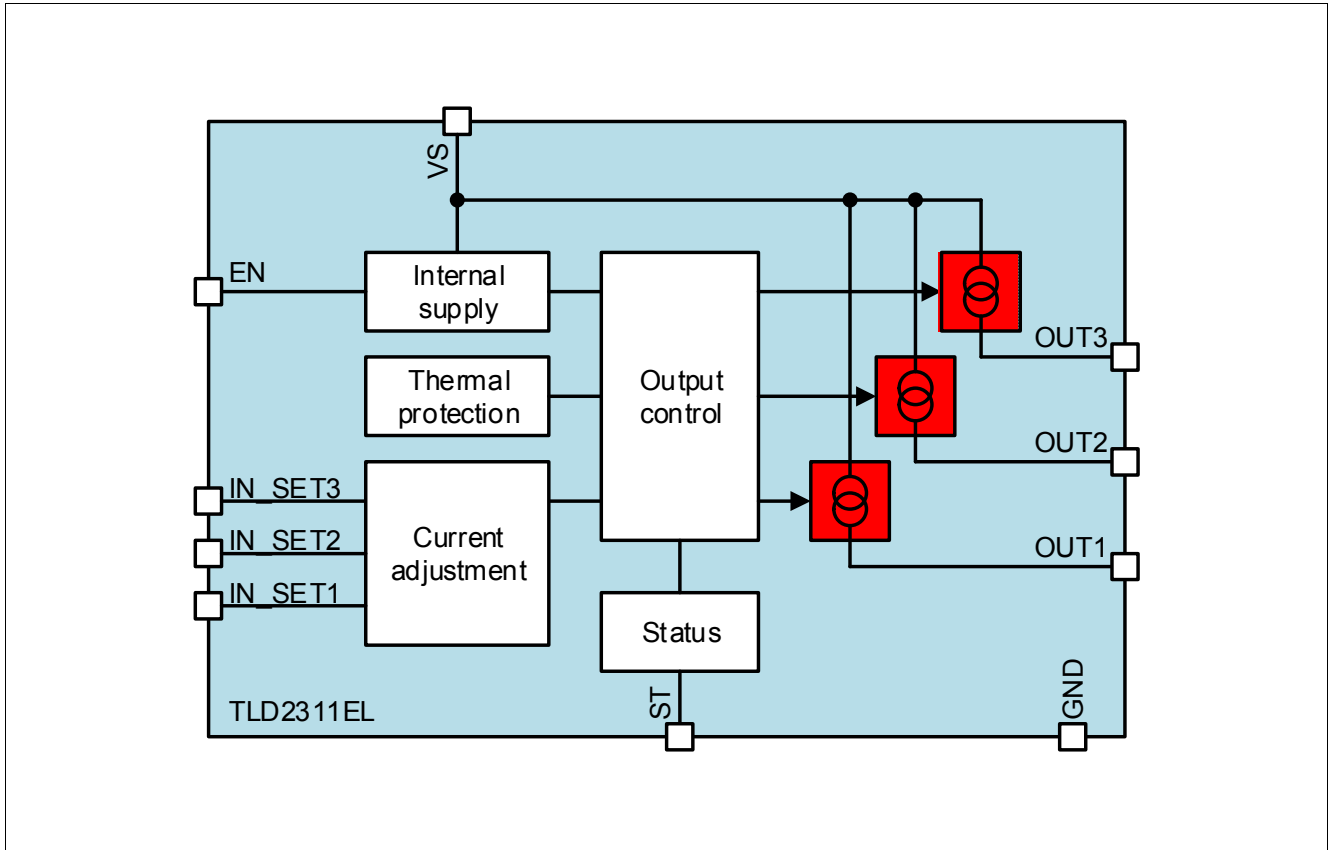 VS
EN
Internal
supply
Thermal
protection
Output
control
OUT3
OUT2
OUT1
IN_SET3
IN_SET2
IN_SET1
Current
adjustment
Status
ST
GND
TLD2311EL